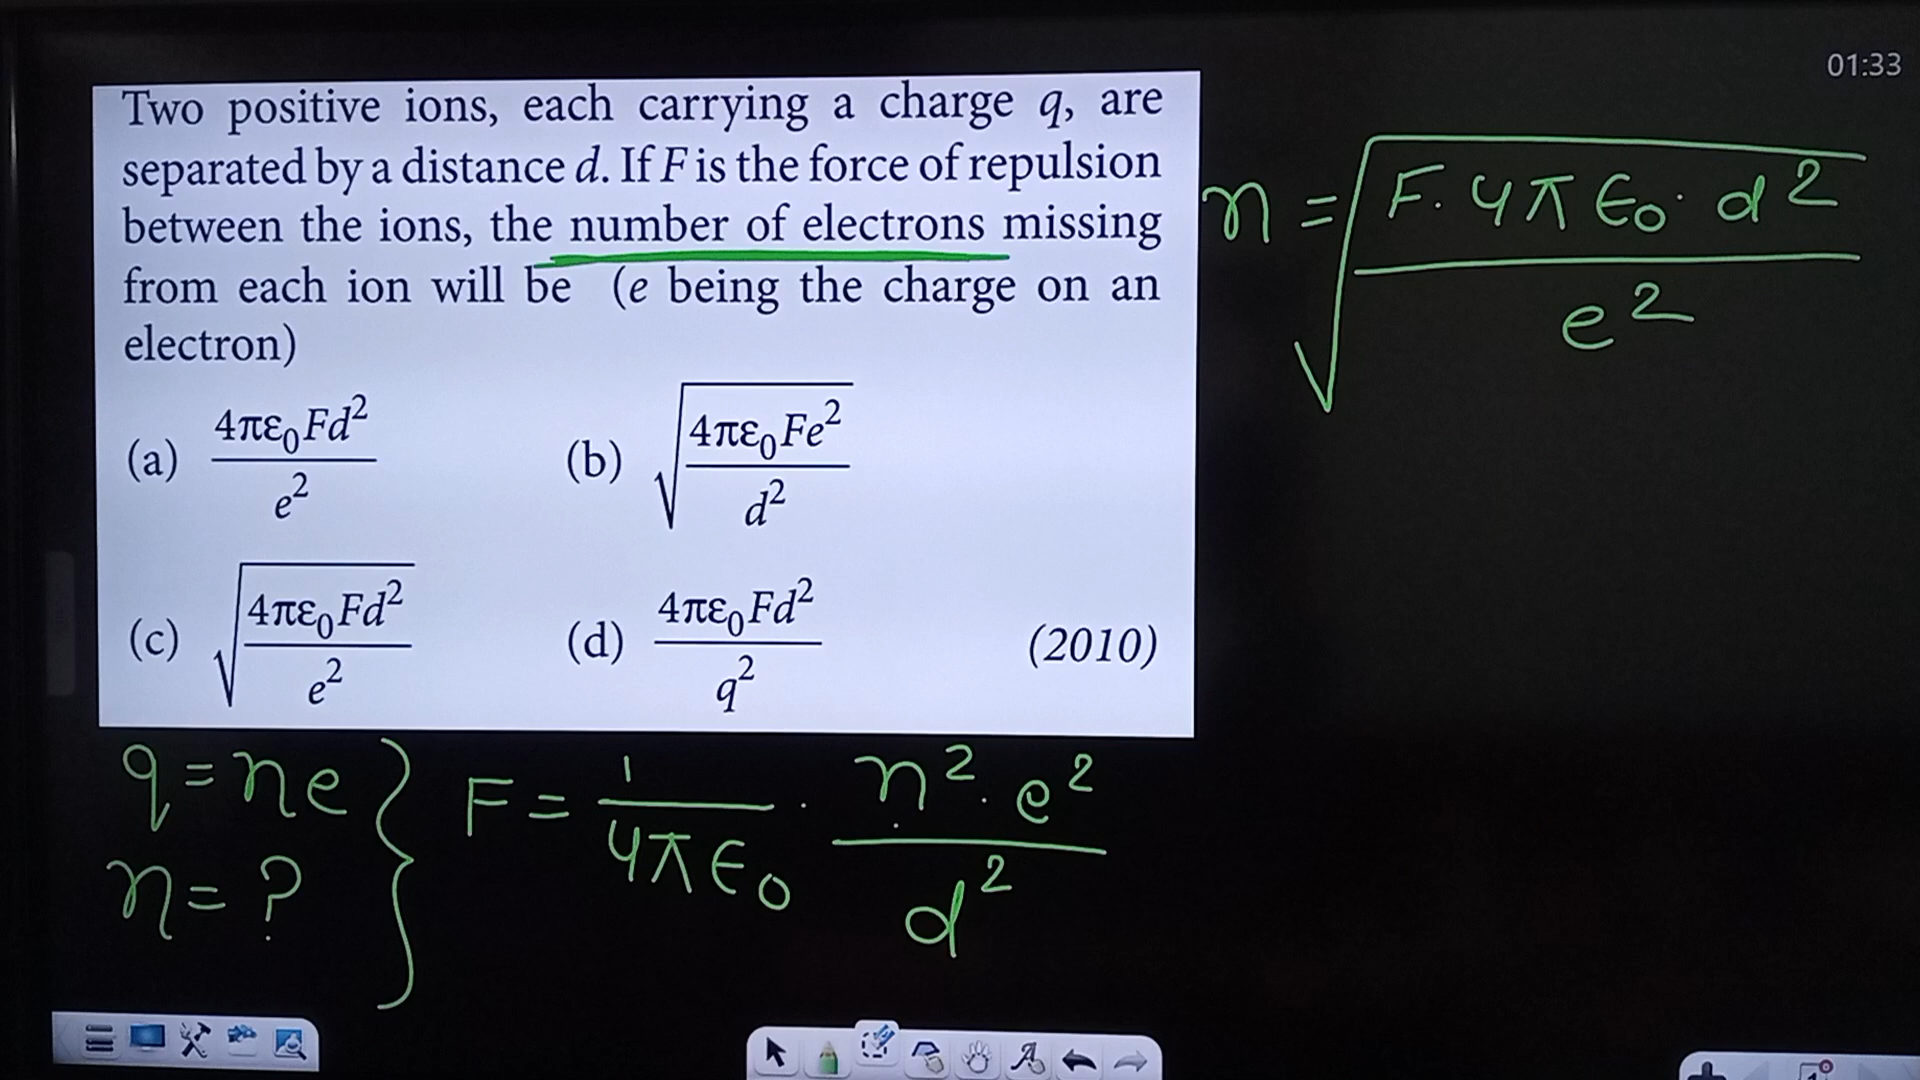 01:33
Two positive ions, each carrying a charge q, are
separated by a distance d. If F is the force of repulsion
between the ions, the number of electrons missing
from each ion will be (e being the charge on an
electron)
(a) 4πε₀Fd²/e² (b) √(4πε₀Fe²/d²)
(c) √(4πε₀Fd²/e²) (d) 4πε₀Fd²/q² (2010)
n = √(F·4πε₀·d²/e²)
q = ne } F = 1/4πε₀ · n²·e²/d²
n = ?